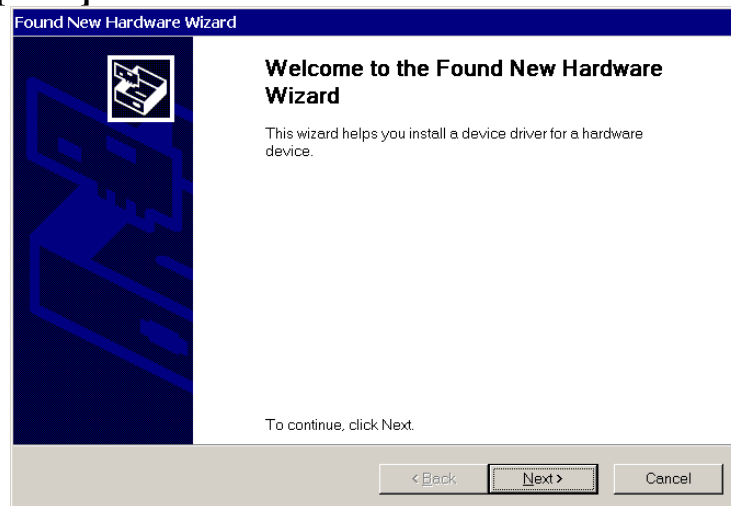 Found New Hardware Wizard
Welcome to the Found New Hardware
Wizard
This wizard helps you install a device driver for a hardware
device.
To continue, click Next.
< Back
Next >
Cancel